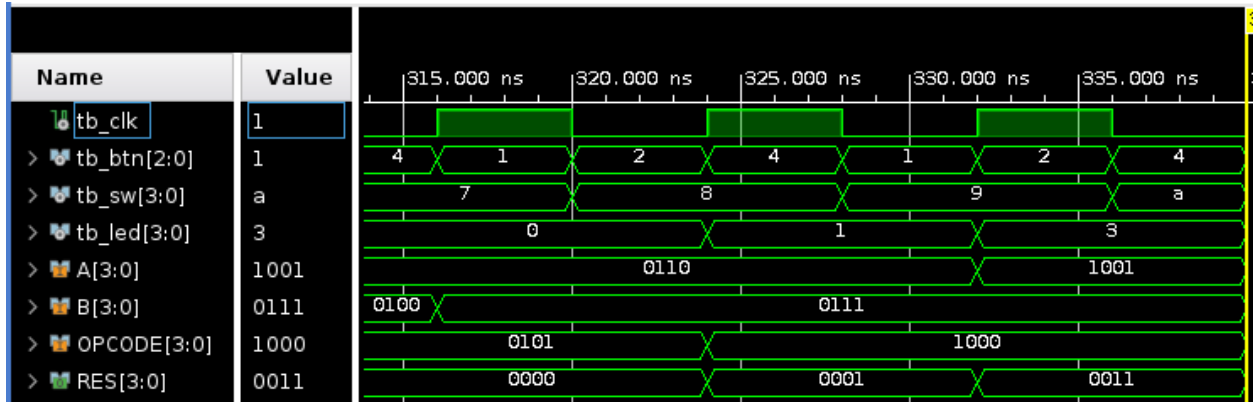 3
315.000 ns 320.000 ns 325.000 ns 330.000 ns 335.000 ns
Name Value
tb_clk 1
tb_btn[2:0] 1 4 1 2 4 1 2 4
tb_sw[3:0] a 7 8 9 a
tb_led[3:0] 3 0 1 3
A[3:0] 1001 0110 1001
B[3:0] 0111 0100 0111
OPCODE[3:0] 1000 0101 1000
RES[3:0] 0011 0000 0001 0011